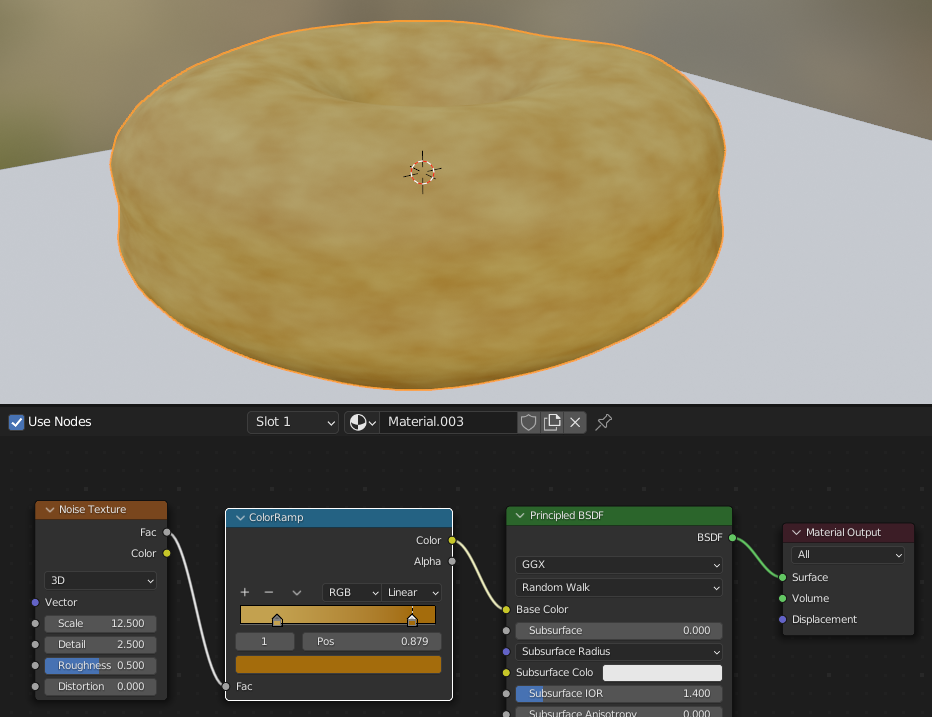 Use Nodes
Slot 1
Material.003
Noise Texture
Fac
Color
3D
Vector
Scale 12.500
Detail 2.500
Roughness 0.500
Distortion 0.000
ColorRamp
Color
Alpha
RGB
Linear
1
Pos 0.879
Fac
Principled BSDF
BSDF
GGX
Random Walk
Base Color
Subsurface 0.000
Subsurface Radius
Subsurface Colo
Subsurface IOR 1.400
Subsurface Anisotropy 0.000
Material Output
All
Surface
Volume
Displacement